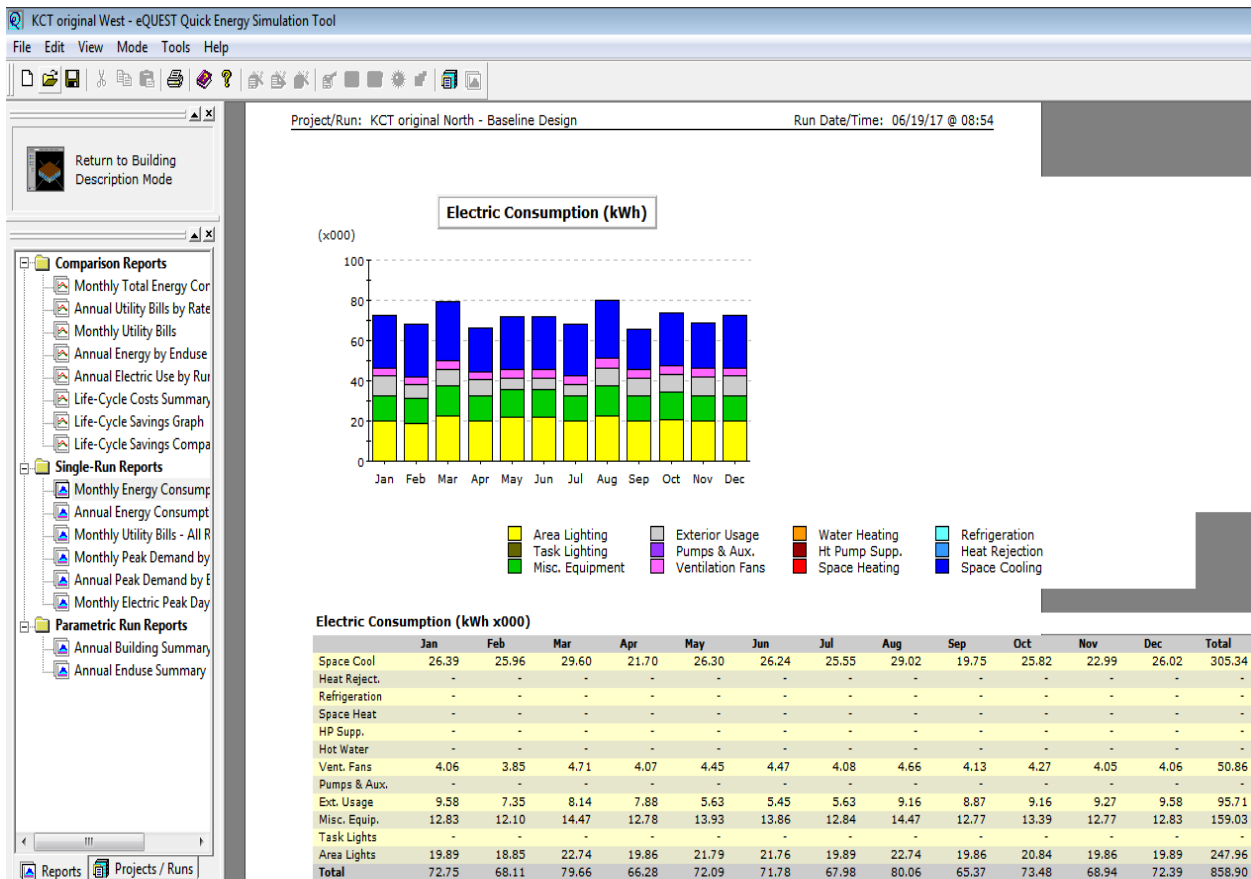 KCT original West - eQUEST Quick Energy Simulation Tool
File Edit View Mode Tools Help
Return to Building
Description Mode
Comparison Reports
Monthly Total Energy Con
Annual Utility Bills by Rate
Monthly Utility Bills
Annual Energy by Enduse
Annual Electric Use by Rur
Life-Cycle Costs Summary
Life-Cycle Savings Graph
Life-Cycle Savings Compa
Single-Run Reports
Monthly Energy Consump
Annual Energy Consumpt
Monthly Utility Bills - All R
Monthly Peak Demand by
Annual Peak Demand by E
Monthly Electric Peak Day
Parametric Run Reports
Annual Building Summary
Annual Enduse Summary
Reports Projects / Runs
Project/Run: KCT original North - Baseline Design Run Date/Time: 06/19/17 @ 08:54
Electric Consumption (kWh)
(x000)
100
80
60
40
20
0
Jan Feb Mar Apr May Jun Jul Aug Sep Oct Nov Dec
Area Lighting Exterior Usage Water Heating Refrigeration
Task Lighting Pumps & Aux. Ht Pump Supp. Heat Rejection
Misc. Equipment Ventilation Fans Space Heating Space Cooling
Electric Consumption (kWh x000)
Jan Feb Mar Apr May Jun Jul Aug Sep Oct Nov Dec Total
Space Cool 26.39 25.96 29.60 21.70 26.30 26.24 25.55 29.02 19.75 25.82 22.99 26.02 305.34
Heat Reject. - - - - - - - - - - - - -
Refrigeration - - - - - - - - - - - - -
Space Heat - - - - - - - - - - - - -
HP Supp. - - - - - - - - - - - - -
Hot Water - - - - - - - - - - - - -
Vent. Fans 4.06 3.85 4.71 4.07 4.45 4.47 4.08 4.66 4.13 4.27 4.05 4.06 50.86
Pumps & Aux. - - - - - - - - - - - - -
Ext. Usage 9.58 7.35 8.14 7.88 5.63 5.45 5.63 9.16 8.87 9.16 9.27 9.58 95.71
Misc. Equip. 12.83 12.10 14.47 12.78 13.93 13.86 12.84 14.47 12.77 13.39 12.77 12.83 159.03
Task Lights - - - - - - - - - - - - -
Area Lights 19.89 18.85 22.74 19.86 21.79 21.76 19.89 22.74 19.86 20.84 19.86 19.89 247.96
Total 72.75 68.11 79.66 66.28 72.09 71.78 67.98 80.06 65.37 73.48 68.94 72.39 858.90